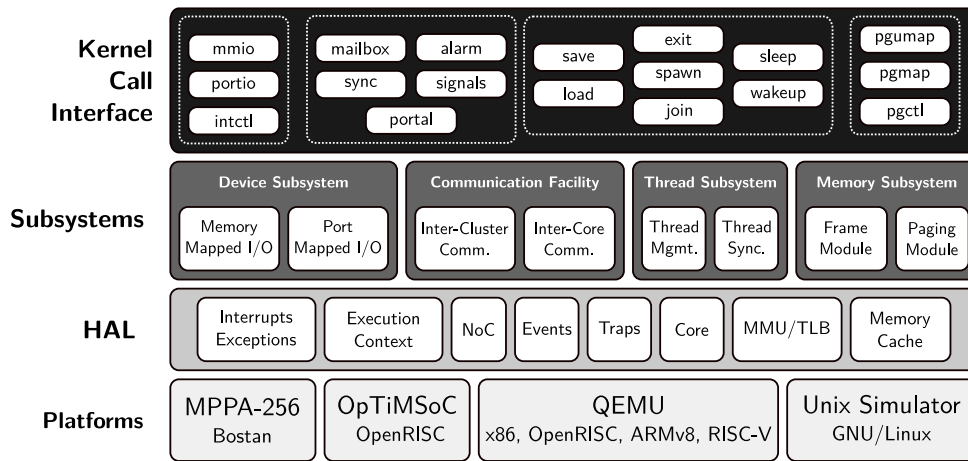 Kernel
Call
Interface
mmio
portio
intctl
mailbox
alarm
sync
signals
portal
save
load
exit
spawn
join
sleep
wakeup
pgumap
pgmap
pgctl
Subsystems
Device Subsystem
Memory
Mapped I/O
Port
Mapped I/O
Communication Facility
Inter-Cluster
Comm.
Inter-Core
Comm.
Thread Subsystem
Thread
Mgmt.
Thread
Sync.
Memory Subsystem
Frame
Module
Paging
Module
HAL
Interrupts
Exceptions
Execution
Context
NoC
Events
Traps
Core
MMU/TLB
Memory
Cache
Platforms
MPPA-256
Bostan
OpTiMSoC
OpenRISC
QEMU
x86, OpenRISC, ARMv8, RISC-V
Unix Simulator
GNU/Linux